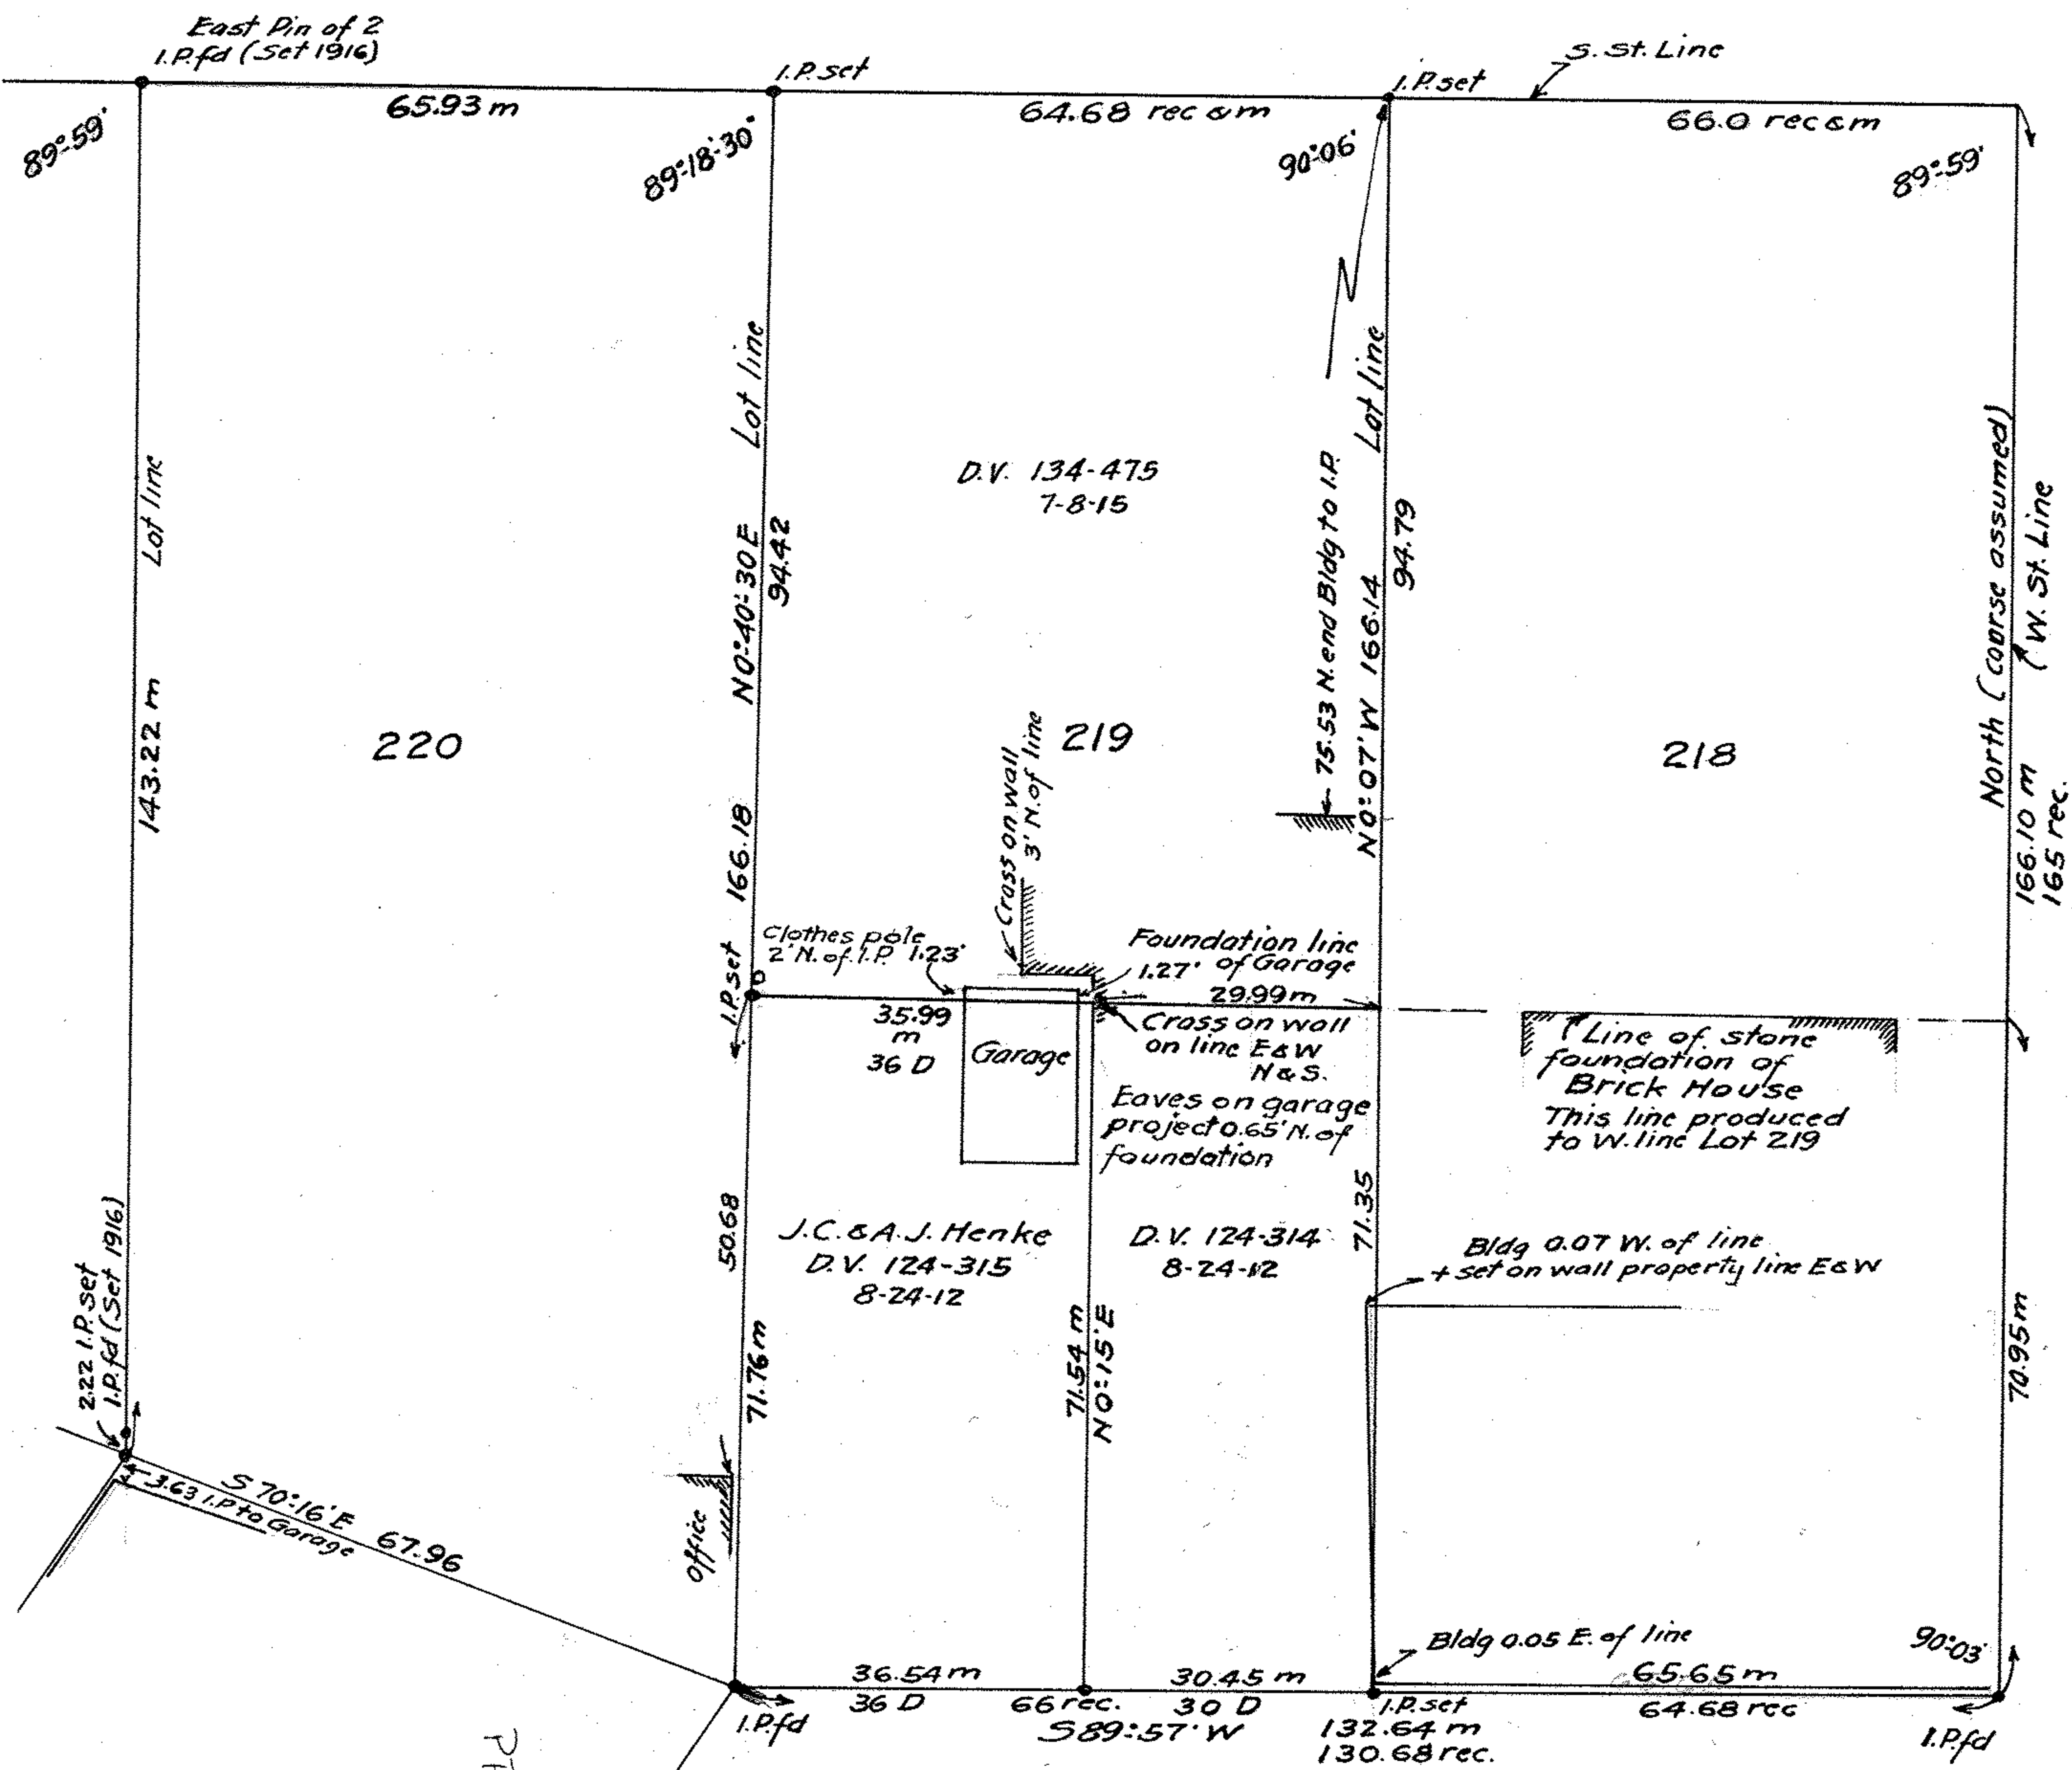 East Pin of 2
I.P.fd (Set 1916)
I.P. set
I.P. set
S. St. Line
65.93 m
64.68 rec & m
66.0 rec & m
89°-59'
89°-18'-30"
90°06'
89°-59'
Lot line
143.22 m
220
Lot line
N0°-40'-30 E
94.42
166.18
I.P. set
D.V. 134-475
7-8-15
219
Cross on wall
3' N. of line
75.53 N. end Bldg to I.P.
Lot line
94.79
N0°-07' W 166.14
218
North (coarse assumed)
(W. St. Line
166.10 m
165 rec.
Clothes pole
2' N. of I.P. 1.23'
Foundation line
1.27' of Garage
29.99 m
35.99
m
36 D
Garage
Cross on wall
on line E & W
N & S.
Eaves on garage
project 0.65' N. of
foundation
Line of stone
foundation of
Brick House
This line produced
to W. line Lot 219
50.68
71.76 m
J.C. & A.J. Henke
D.V. 124-315
8-24-12
71.54 m
N0°-15' E
D.V. 124-314
8-24-12
71.35
Bldg 0.07 W. of line
+ set on wall property line E & W
70.95 m
2.22 I.P. set
I.P. fd (Set 1916)
S 70°-16' E 67.96
3.63 I.P to Garage
Office
Bldg 0.05 E. of line
90°-03'
36.54 m
30.45 m
65.65 m
36 D
66 rec.
30 D
I.P. set
64.68 rec
I.P.fd
S 89°-57' W
132.64 m
130.68 rec.
I.P.fd